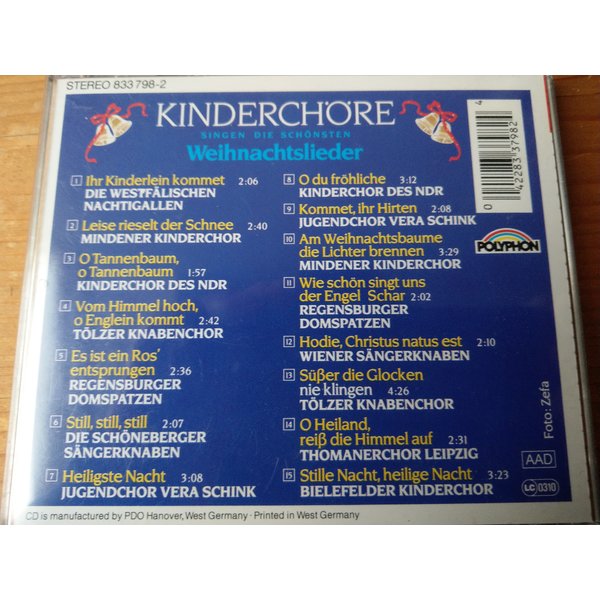 STEREO 833 798-2
KINDERCHÖRE
SINGEN DIE SCHÖNSTEN
Weihnachtslieder
1 Ihr Kinderlein kommet 2:06
DIE WESTFÄLISCHEN
NACHTIGALLEN
2 Leise rieselt der Schnee 2:40
MINDENER KINDERCHOR
3 O Tannenbaum,
o Tannenbaum 1:57
KINDERCHOR DES NDR
4 Vom Himmel hoch,
o Englein kommt 2:42
TÖLZER KNABENCHOR
5 Es ist ein Ros'
entsprungen 2:36
REGENSBURGER
DOMSPATZEN
6 Still, still, still 2:07
DIE SCHÖNEBERGER
SÄNGERKNABEN
7 Heiligste Nacht 3:08
JUGENDCHOR VERA SCHINK
8 O du fröhliche 3:12
KINDERCHOR DES NDR
9 Kommet, ihr Hirten 2:08
JUGENDCHOR VERA SCHINK
10 Am Weihnachtsbaume
die Lichter brennen 3:29
MINDENER KINDERCHOR
11 Wie schön singt uns
der Engel Schar 2:02
REGENSBURGER
DOMSPATZEN
12 Hodie, Christus natus est 2:10
WIENER SÄNGERKNABEN
13 Süßer die Glocken
nie klingen 4:26
TÖLZER KNABENCHOR
14 O Heiland,
reiß die Himmel auf 2:31
THOMANERCHOR LEIPZIG
15 Stille Nacht, heilige Nacht 3:23
BIELEFELDER KINDERCHOR
0 42283 37982 4
POLYPHON
Foto: Zefa
AAD
LC 0310
CD is manufactured by PDO Hanover, West Germany · Printed in West Germany